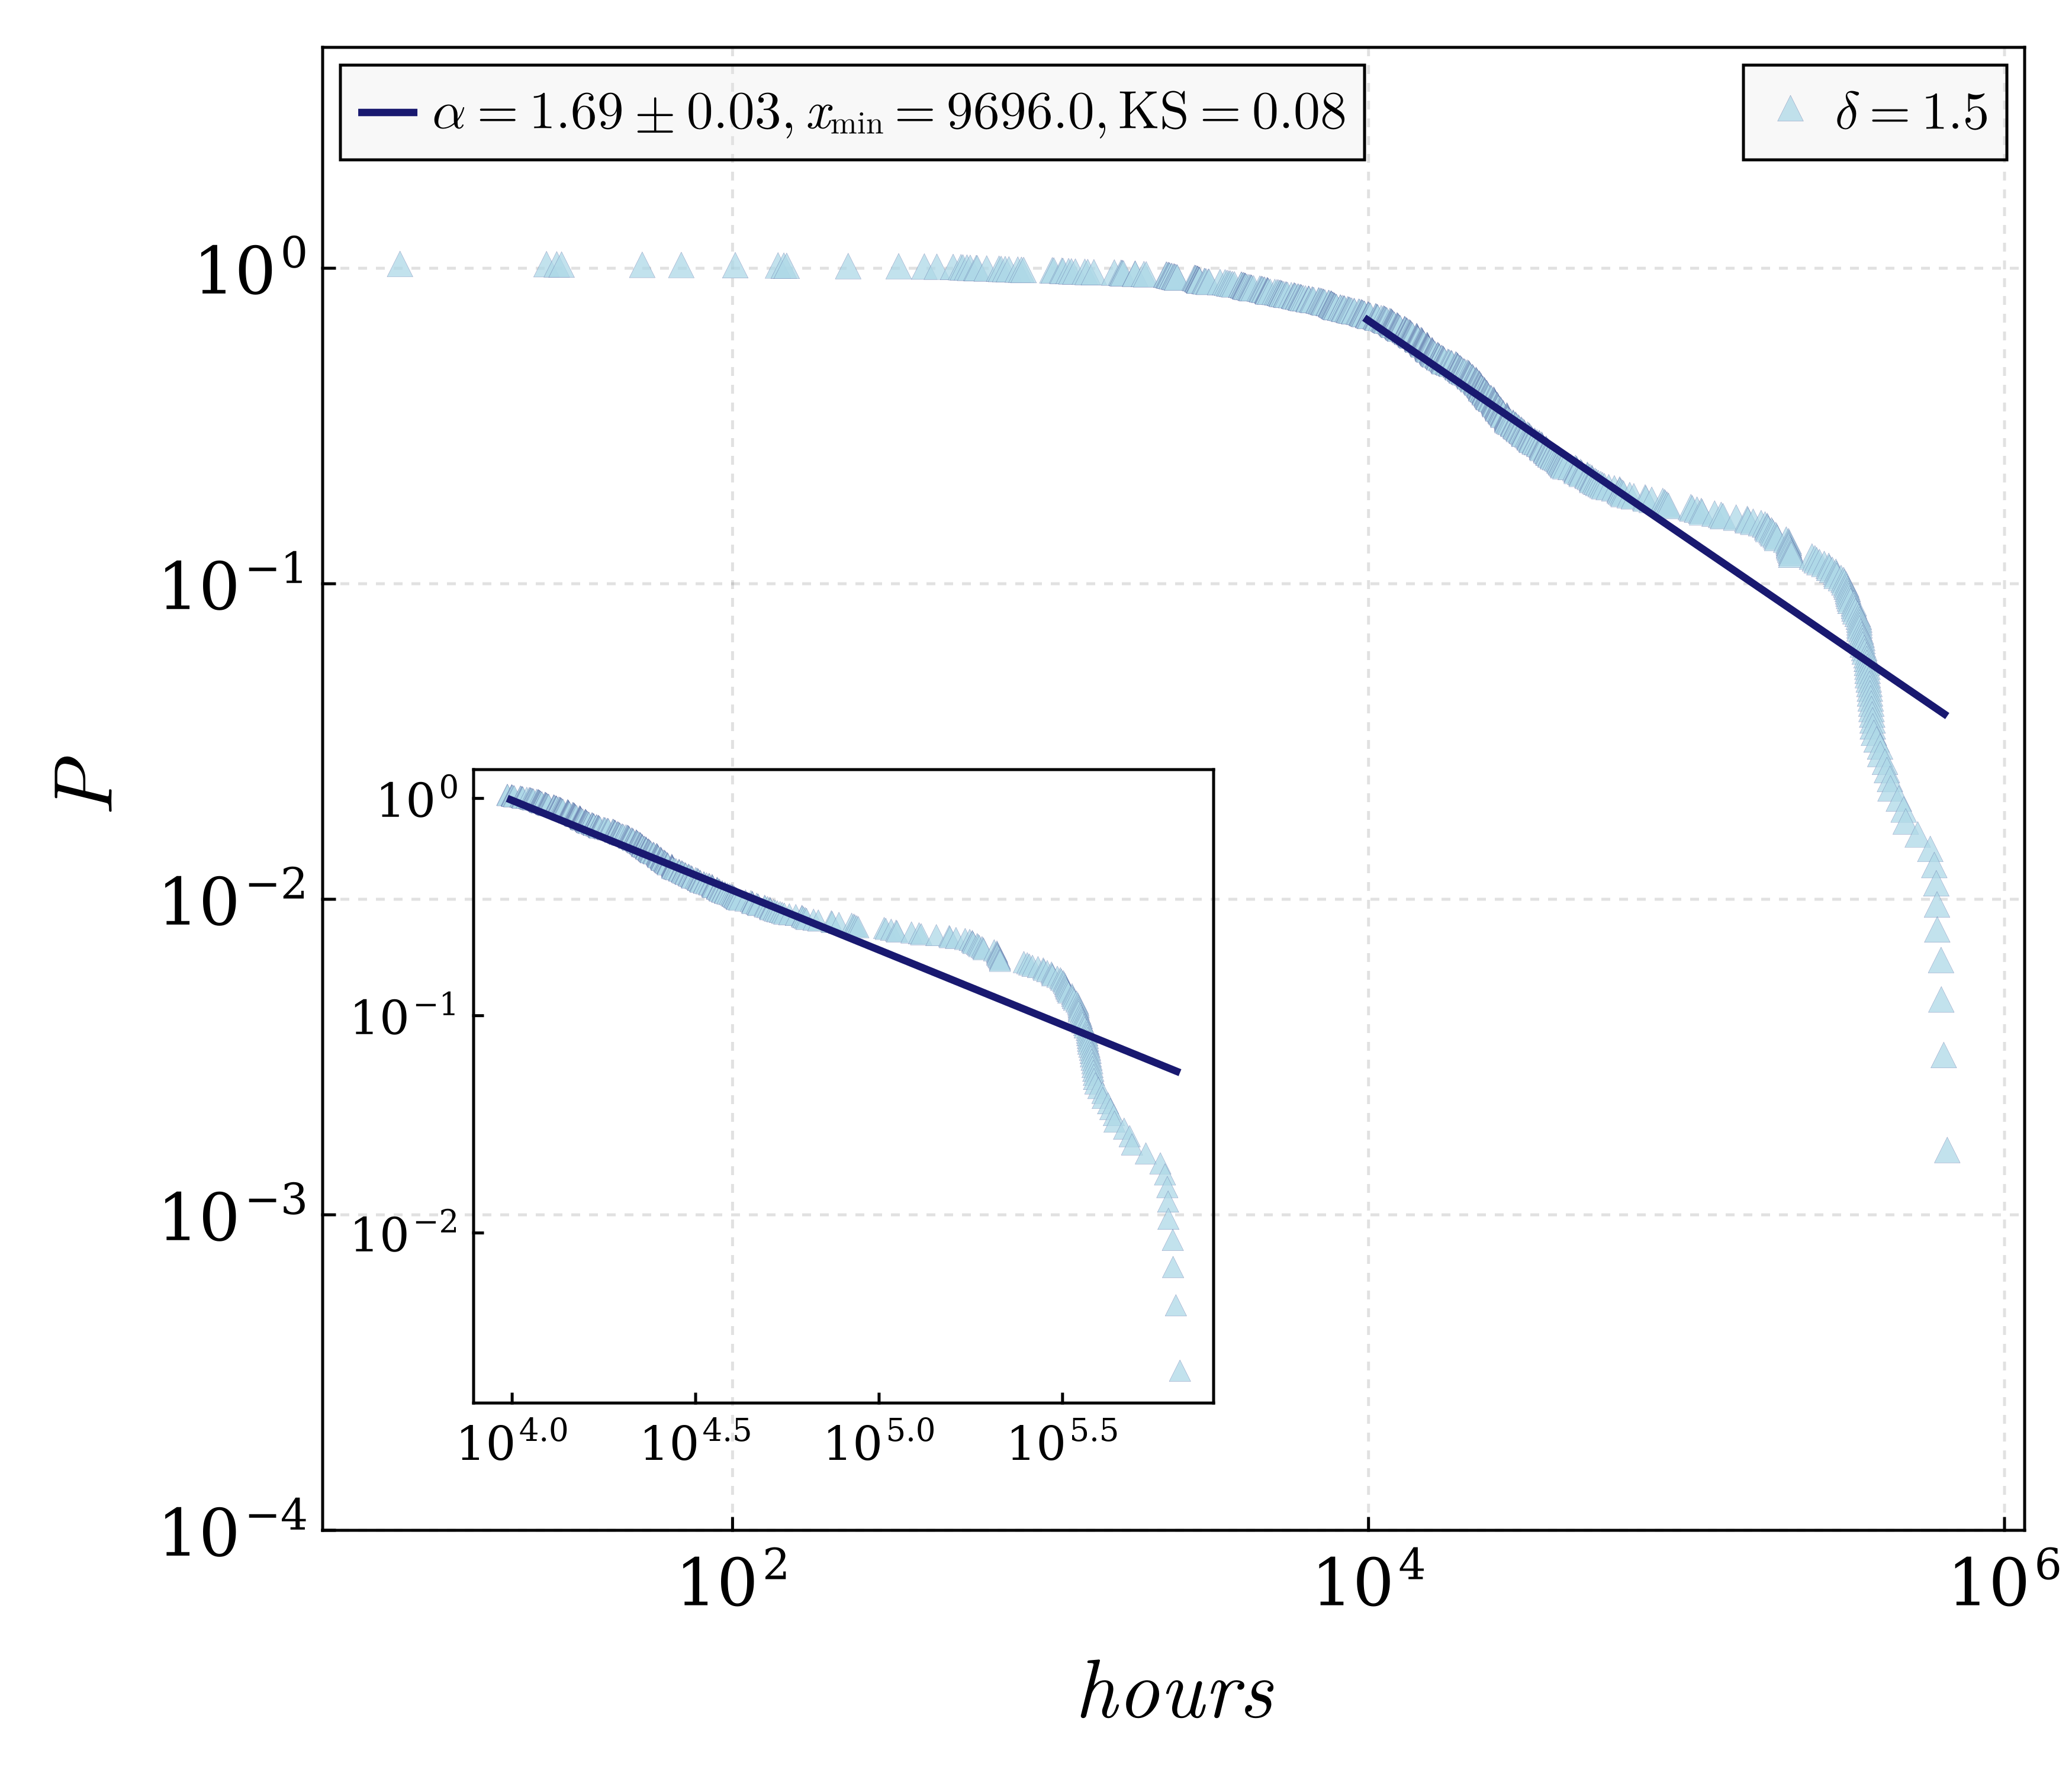 α = 1.69 ± 0.03, x_min = 9696.0, KS = 0.08
δ = 1.5
10^0
10^−1
10^−2
10^−3
10^−4
P
10^0
10^−1
10^−2
10^4.0 10^4.5 10^5.0 10^5.5
10^2 10^4 10^6
hours